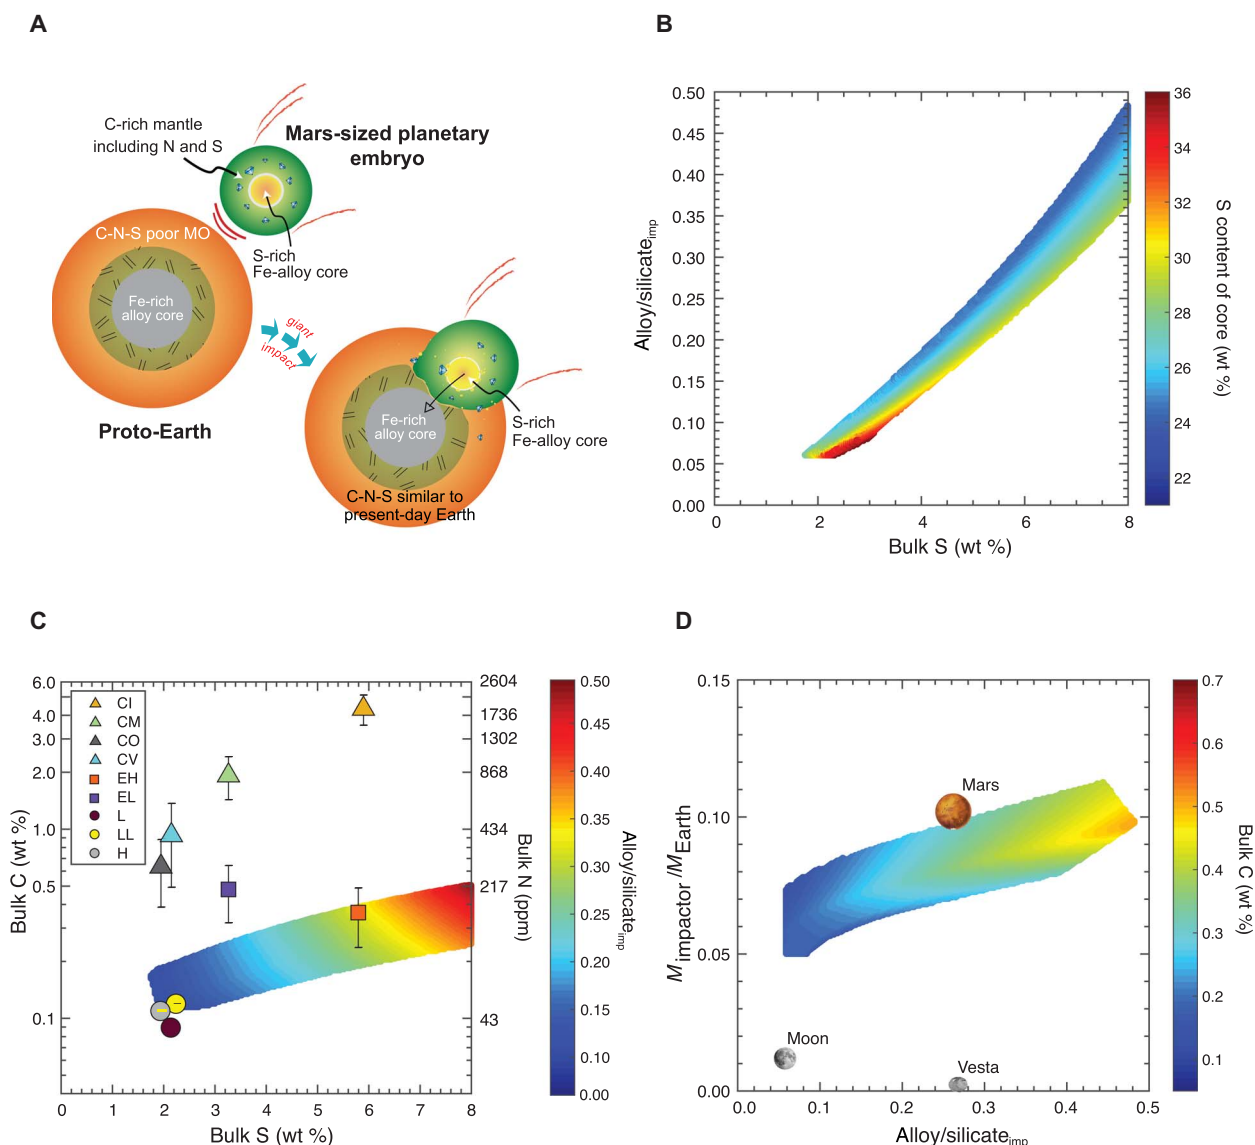 A
C-rich mantle
including N and S
Mars-sized planetary
embryo
C-N-S poor MO
S-rich
Fe-alloy core
Fe-rich
alloy core
giant
impact
Proto-Earth
Fe-rich
alloy core
S-rich
Fe-alloy core
C-N-S similar to
present-day Earth
B
0.50
0.45
0.40
0.35
0.30
0.25
0.20
0.15
0.10
0.05
0.00
Alloy/silicate imp
0 2 4 6 8
Bulk S (wt %)
36
34
32
30
28
26
24
22
S content of core (wt %)
C
6.0
4.0
3.0
2.0
1.0
0.5
0.1
Bulk C (wt %)
CI
CM
CO
CV
EH
EL
L
LL
H
0 1 2 3 4 5 6 7 8
Bulk S (wt %)
2604
1736
1302
868
434
217
43
Bulk N (ppm)
0.50
0.45
0.40
0.35
0.30
0.25
0.20
0.15
0.10
0.05
0.00
Alloy/silicate imp
D
0.15
0.10
0.05
0.00
M impactor /M Earth
Mars
Moon
Vesta
0.0 0.1 0.2 0.3 0.4 0.5
Alloy/silicate imp
0.7
0.6
0.5
0.4
0.3
0.2
0.1
Bulk C (wt %)